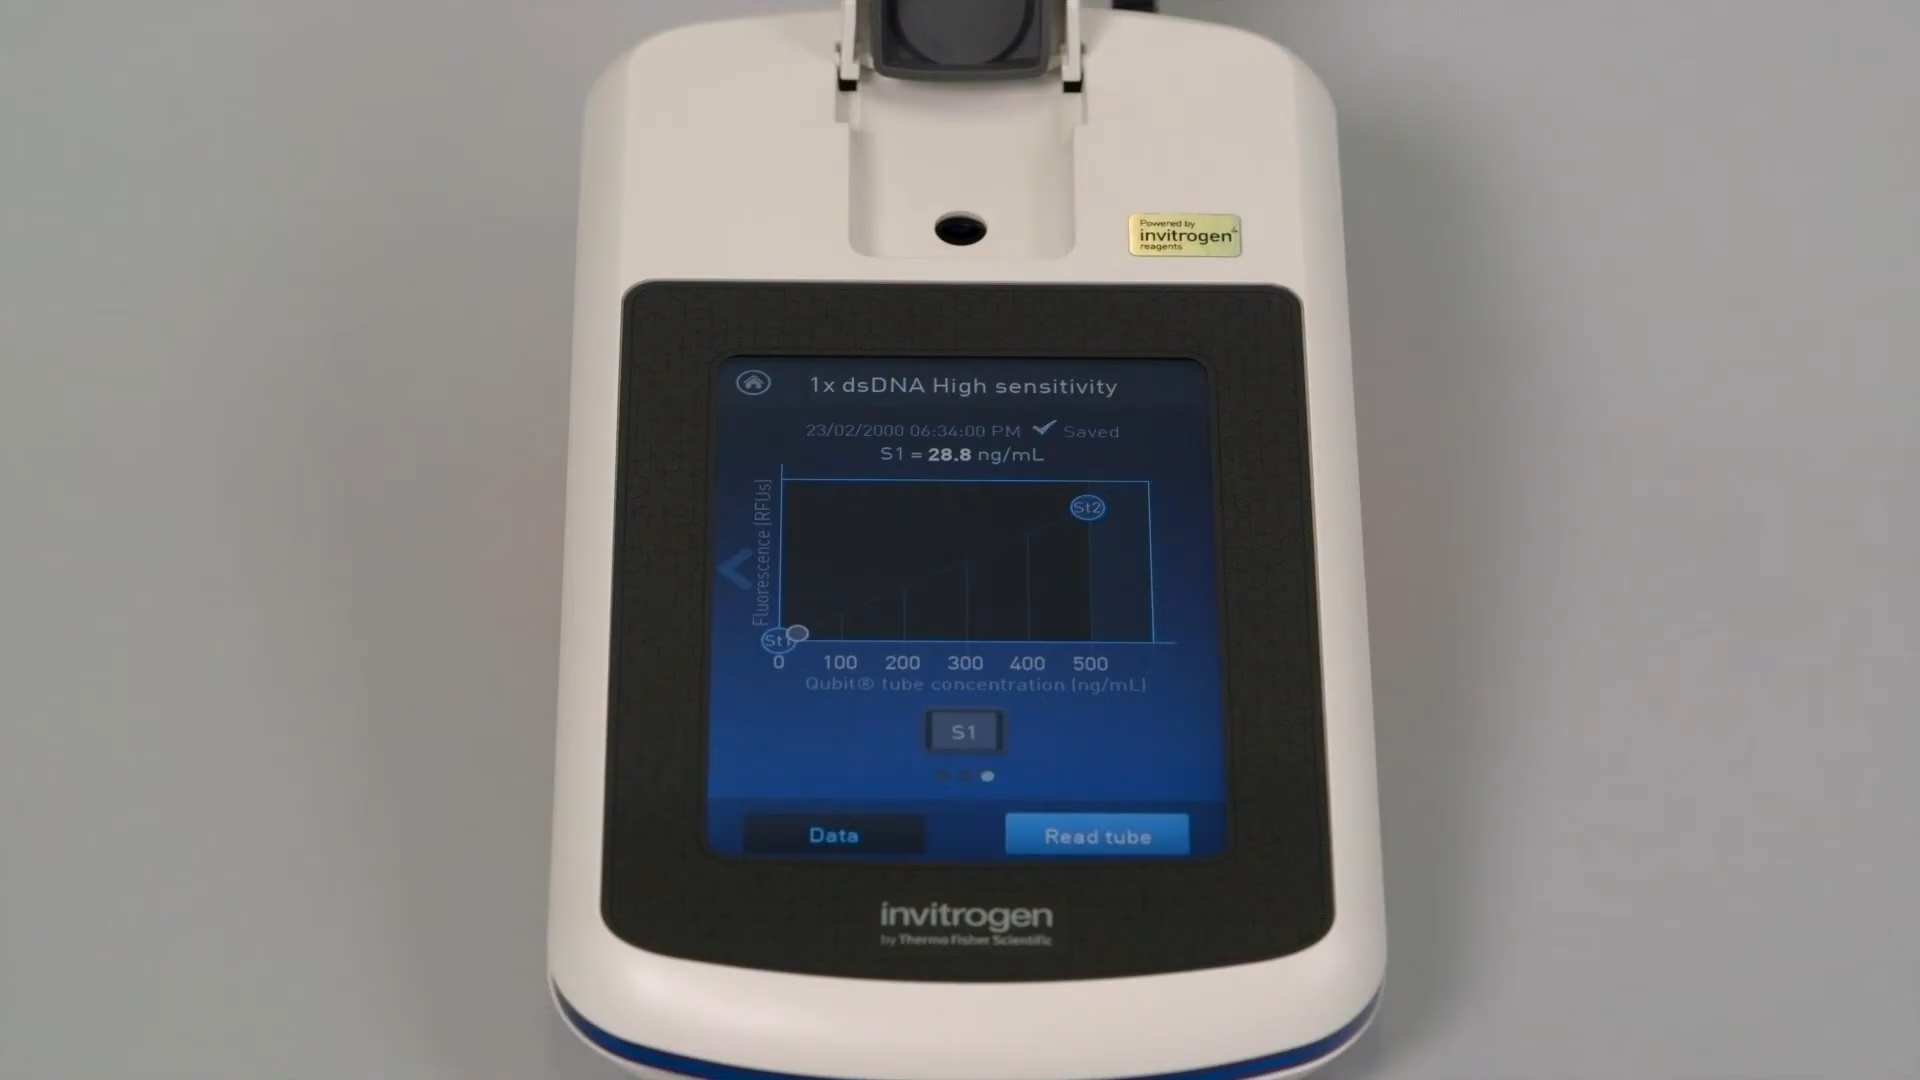 Powered by
invitrogen
reagents
1x dsDNA High sensitivity
23/02/2000 06:34:00 PM Saved
S1 = 28.8 ng/mL
Fluorescence (RFUs)
St2
St1
0 100 200 300 400 500
Qubit® tube concentration (ng/mL)
S1
Data Read tube
invitrogen
by Thermo Fisher Scientific